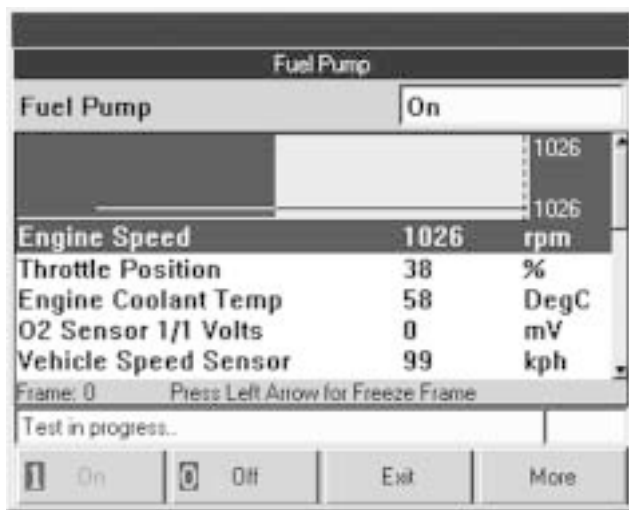 Fuel Pump
Fuel Pump On
1026
1026
Engine Speed 1026 rpm
Throttle Position 38 %
Engine Coolant Temp 58 DegC
O2 Sensor 1/1 Volts 0 mV
Vehicle Speed Sensor 99 kph
Frame: 0 Press Left Arrow for Freeze Frame
Test in progress..
1 On 0 Off Exit More